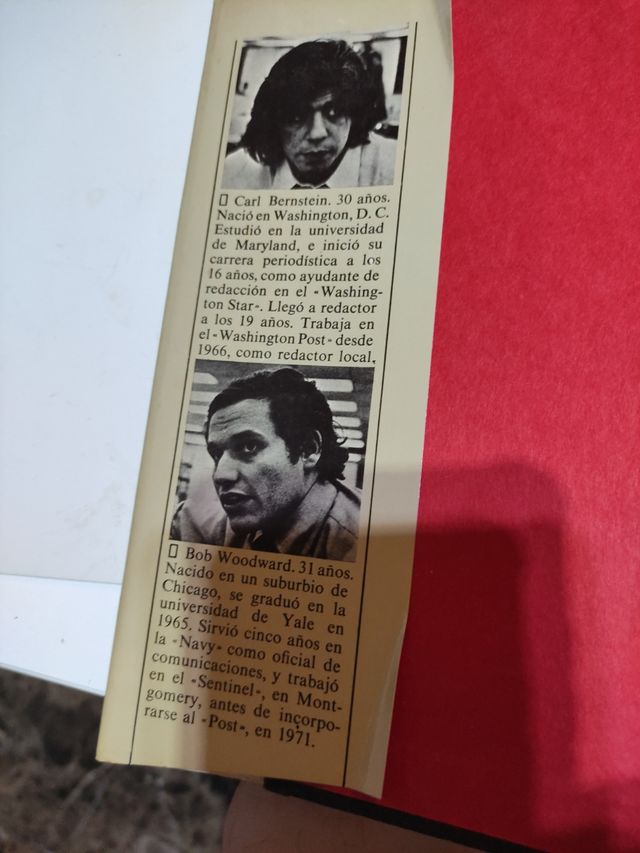 ▯ Carl Bernstein. 30 años.
Nació en Washington, D. C.
Estudió en la universidad
de Maryland, e inició su
carrera periodística a los
16 años, como ayudante de
redacción en el «Washing-
ton Star». Llegó a redactor
a los 19 años. Trabaja en
el «Washington Post» desde
1966, como redactor local.
▯ Bob Woodward. 31 años.
Nacido en un suburbio de
Chicago, se graduó en la
universidad de Yale en
1965. Sirvió cinco años en
la «Navy» como oficial de
comunicaciones, y trabajó
en el «Sentinel», en Mont-
gomery, antes de incorpo-
rarse al «Post», en 1971.